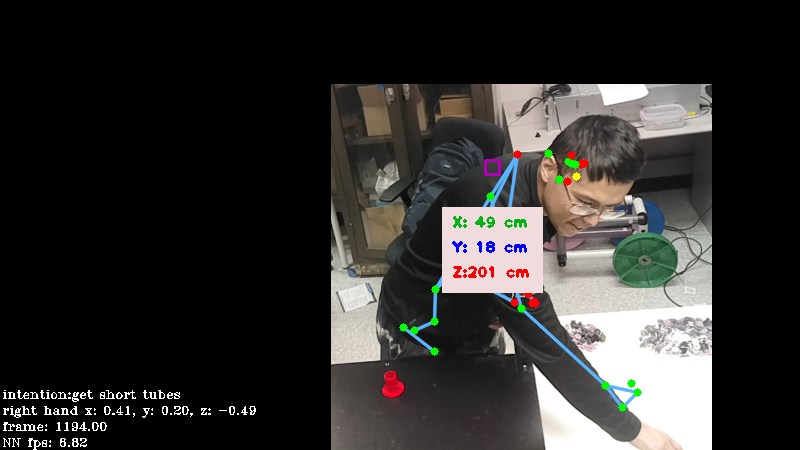 X: 49 cm
Y: 18 cm
Z:201 cm
intention:get short tubes
right hand x: 0.41, y: 0.20, z: −0.49
frame: 1194.00
NN fps: 6.82